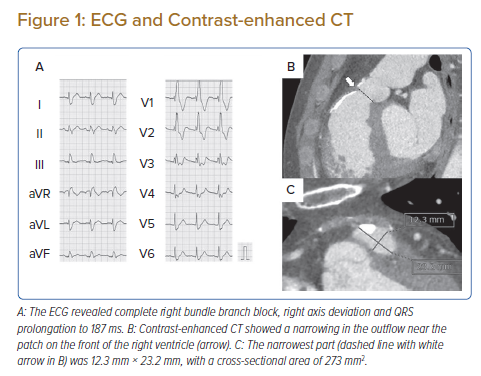 Figure 1: ECG and Contrast-enhanced CT
A
B
I
V1
II
V2
III
V3
aVR
V4
C
aVL
V5
12.3 mm
aVF
V6
A: The ECG revealed complete right bundle branch block, right axis deviation and QRS
prolongation to 187 ms. B: Contrast-enhanced CT showed a narrowing in the outflow near the
patch on the front of the right ventricle (arrow). C: The narrowest part (dashed line with white
arrow in B) was 12.3 mm × 23.2 mm, with a cross-sectional area of 273 mm².